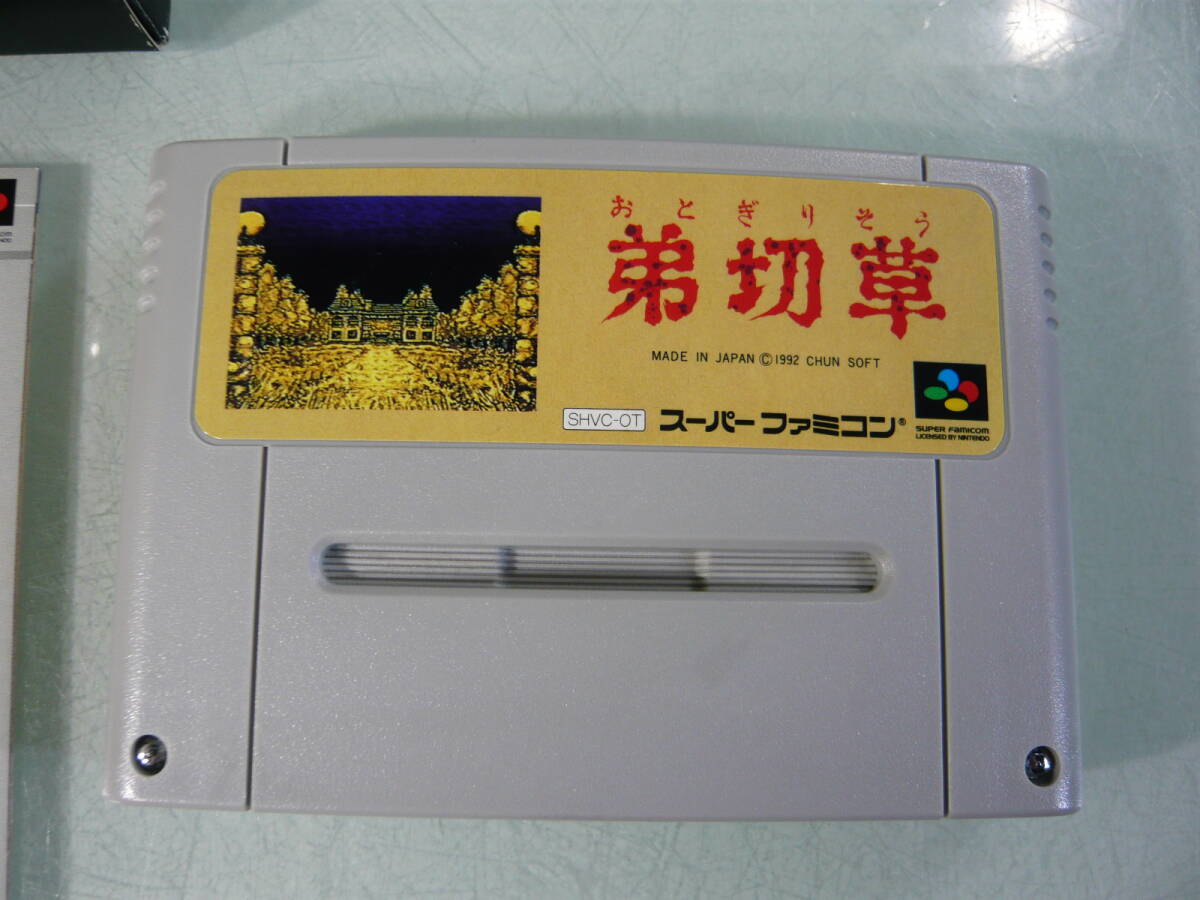 おとぎりそう
弟切草
MADE IN JAPAN ©1992 CHUN SOFT
SHVC-OT スーパーファミコン®
SUPER FAMICOM
LICENSED BY NINTENDO